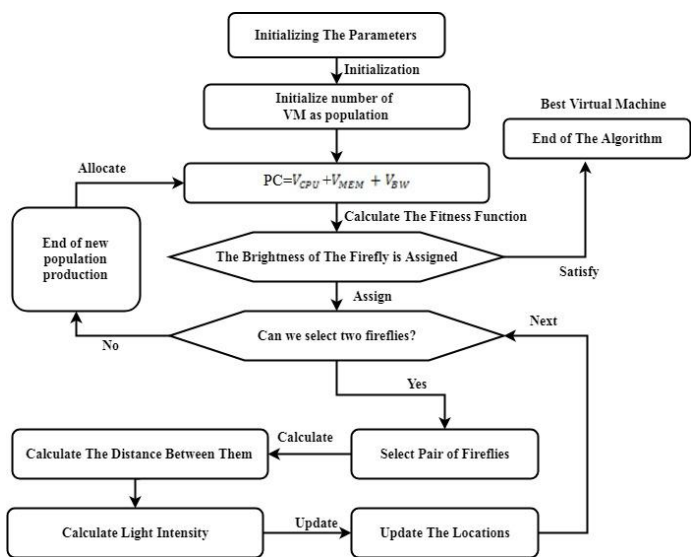 Initializing The Parameters
Initialization
Initialize number of
VM as population
Best Virtual Machine
End of The Algorithm
Allocate
PC=V_CPU+V_MEM + V_BW
Calculate The Fitness Function
End of new
population
production
The Brightness of The Firefly is Assigned
Satisfy
Assign
Can we select two fireflies?
Next
No
Yes
Calculate The Distance Between Them
Calculate
Select Pair of Fireflies
Calculate Light Intensity
Update
Update The Locations